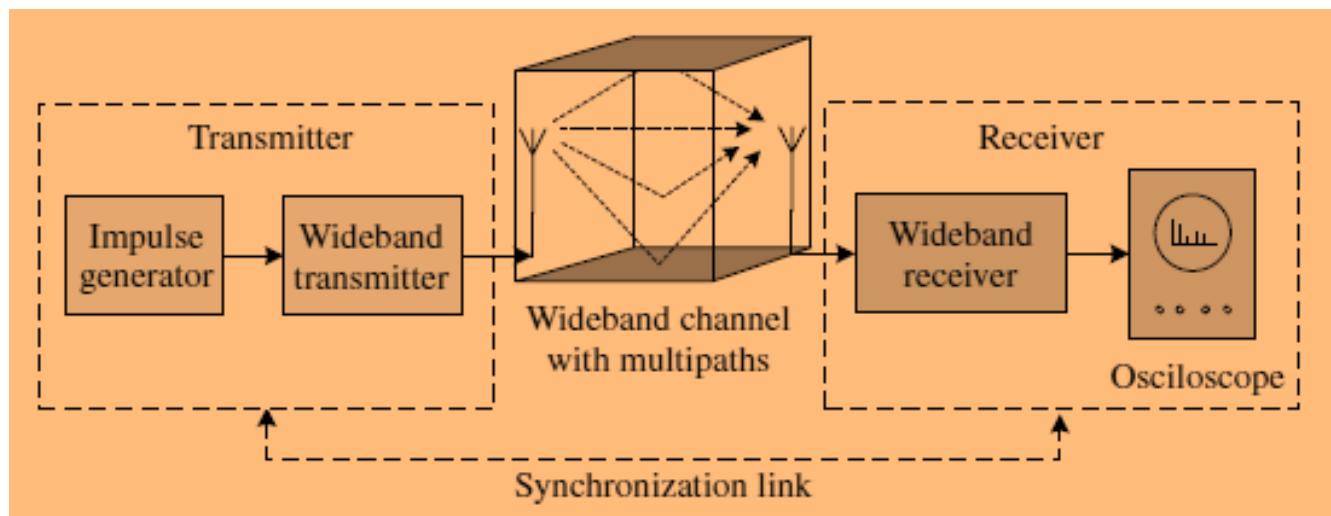 Transmitter
Impulse
generator
Wideband
transmitter
Wideband channel
with multipaths
Receiver
Wideband
receiver
Osciloscope
Synchronization link